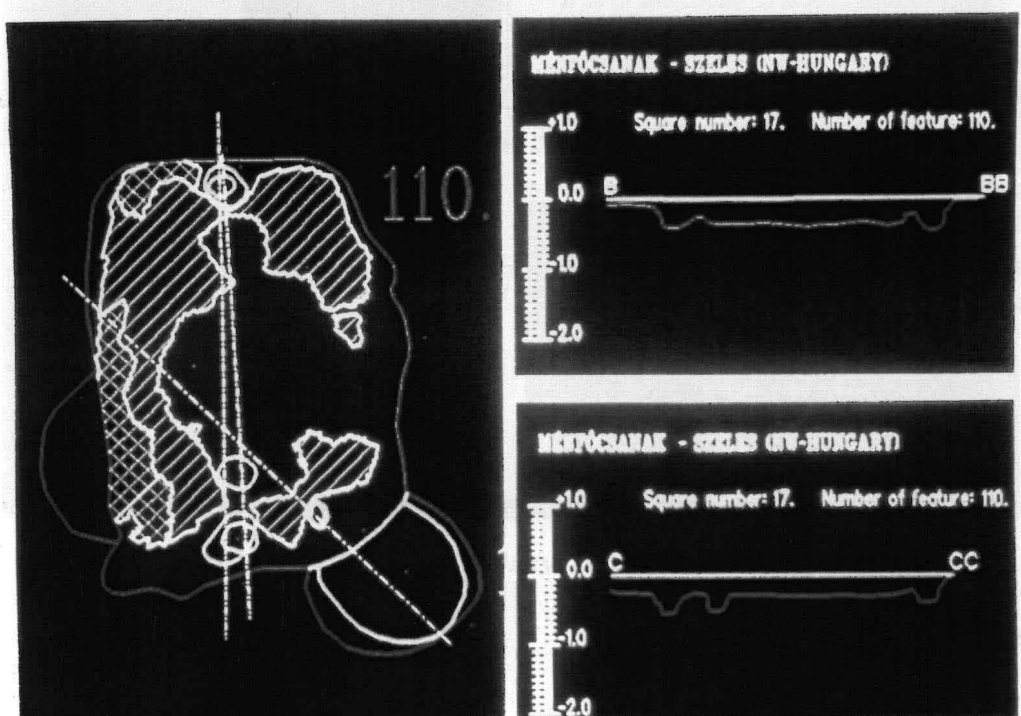 110.
MÉNFŐCSANAK - SZELES (NW-HUNGARY)
Square number: 17. Number of feature: 110.
+1.0
B BB
0.0
-1.0
-2.0
MÉNFŐCSANAK - SZELES (NW-HUNGARY)
Square number: 17. Number of feature: 110.
+1.0
C CC
0.0
-1.0
-2.0